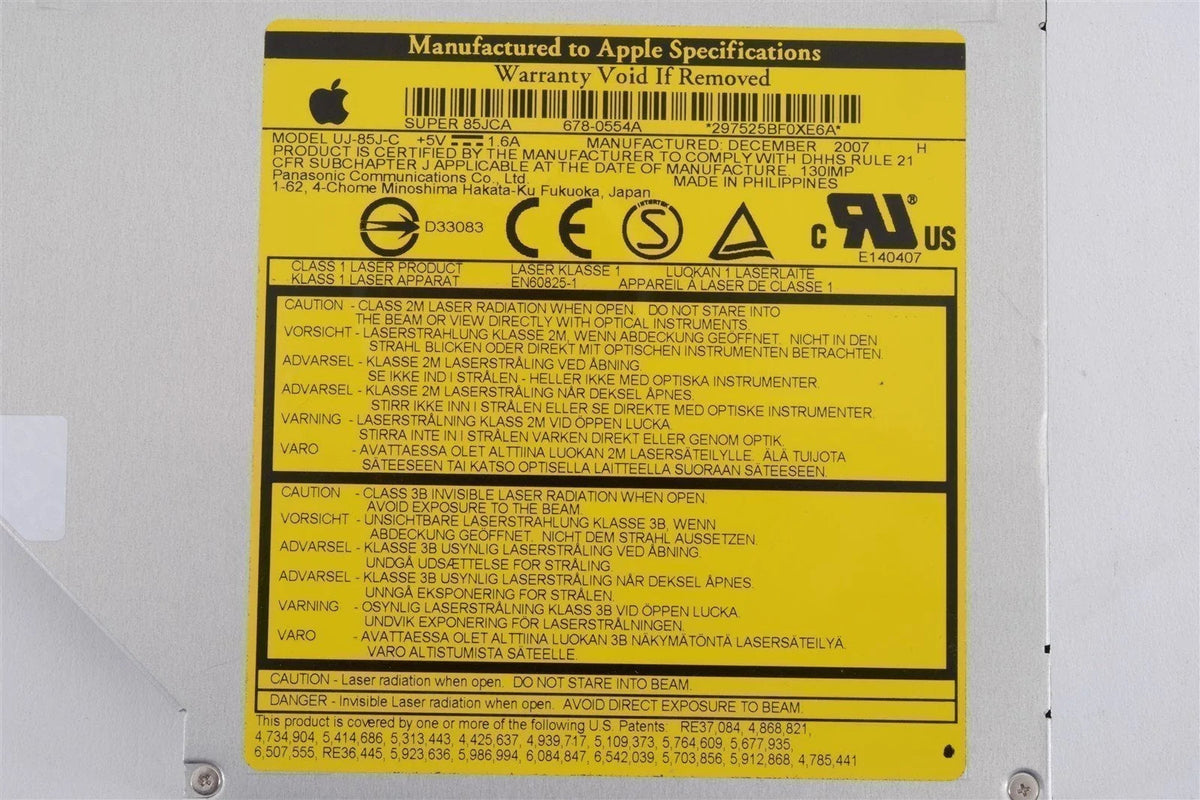 Manufactured to Apple Specifications
Warranty Void If Removed
SUPER 85JCA 678-0554A *297525BF0XE6A*
MODEL UJ-85J-C +5V 1.6A MANUFACTURED: DECEMBER 2007 H
PRODUCT IS CERTIFIED BY THE MANUFACTURER TO COMPLY WITH DHHS RULE 21
CFR SUBCHAPTER J APPLICABLE AT THE DATE OF MANUFACTURE. 130IMP
Panasonic Communications Co., Ltd. MADE IN PHILIPPINES
1-62, 4-Chome Minoshima Hakata-Ku Fukuoka, Japan
D33083 CE INTERTEK S C RU ® US
E140407
CLASS 1 LASER PRODUCT LASER KLASSE 1 LUQKAN 1 LASERLAITE
KLASS 1 LASER APPARAT EN60825-1 APPAREIL À LASER DE CLASSE 1
CAUTION - CLASS 2M LASER RADIATION WHEN OPEN. DO NOT STARE INTO
THE BEAM OR VIEW DIRECTLY WITH OPTICAL INSTRUMENTS
VORSICHT - LASERSTRAHLUNG KLASSE 2M, WENN ABDECKUNG GEÖFFNET. NICHT IN DEN
STRAHL BLICKEN ODER DIREKT MIT OPTISCHEN INSTRUMENTEN BETRACHTEN.
ADVARSEL - KLASSE 2M LASERSTRÅLING VED ÅBNING.
SE IKKE IND I STRÅLEN - HELLER IKKE MED OPTISKA INSTRUMENTER.
ADVARSEL - KLASSE 2M LASERSTRÅLING NÅR DEKSEL ÅPNES.
STIRR IKKE INN I STRÅLEN ELLER SE DIREKTE MED OPTISKE INSTRUMENTER.
VARNING - LASERSTRÅLNING KLASS 2M VID ÖPPEN LUCKA.
STIRRA INTE IN I STRÅLEN VARKEN DIREKT ELLER GENOM OPTIK.
VARO - AVATTAESSA OLET ALTTIINA LUOKAN 2M LASERSÄTEILYLLE. ÄLÄ TUIJOTA
SÄTEESEEN TAI KATSO OPTISELLA LAITTEELLA SUORAAN SÄTEESEEN.
CAUTION - CLASS 3B INVISIBLE LASER RADIATION WHEN OPEN.
AVOID EXPOSURE TO THE BEAM
VORSICHT - UNSICHTBARE LASERSTRAHLUNG KLASSE 3B, WENN
ABDECKUNG GEÖFFNET. NICHT DEM STRAHL AUSSETZEN.
ADVARSEL - KLASSE 3B USYNLIG LASERSTRÅLING VED ÅBNING.
UNDGÅ UDSÆTTELSE FOR STRÅLING.
ADVARSEL - KLASSE 3B USYNLIG LASERSTRÅLING NÅR DEKSEL ÅPNES.
UNNGÅ EKSPONERING FOR STRÅLEN.
VARNING - OSYNLIG LASERSTRÅLNING KLASS 3B VID ÖPPEN LUCKA.
UNDVIK EXPONERING FÖR LASERSTRÅLNINGEN.
VARO - AVATTAESSA OLET ALTTIINA LUOKAN 3B NÄKYMÄTÖNTÄ LASERSÄTEILYÄ.
VARO ALTISTUMISTA SÄTEELLE.
CAUTION - Laser radiation when open. DO NOT STARE INTO BEAM.
DANGER - Invisible Laser radiation when open. AVOID DIRECT EXPOSURE TO BEAM.
This product is covered by one or more of the following U.S. Patents: RE37,084, 4,868,821,
4,734,904, 5,414,686, 5,313,443, 4,425,637, 4,939,717, 5,109,373, 5,764,609, 5,677,935,
6,507,555, RE36,445, 5,923,636, 5,986,994, 6,084,847, 6,542,039, 5,703,856, 5,912,868, 4,785,441